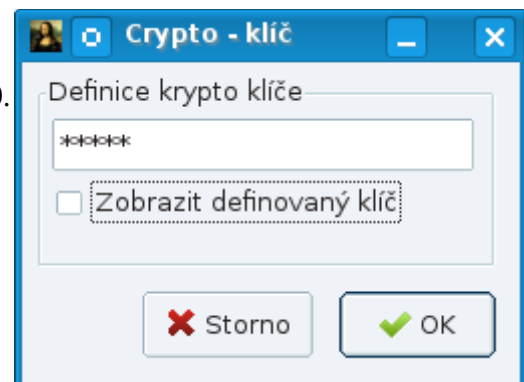 Crypto - klíč
Definice krypto klíče
*****
Zobrazit definovaný klíč
Storno
OK